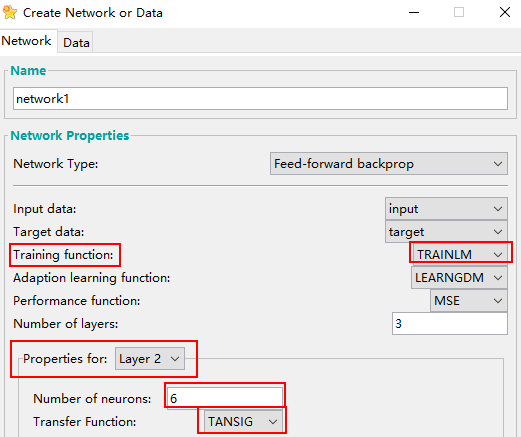 Create Network or Data
Network Data
Name
network1
Network Properties
Network Type: Feed-forward backprop
Input data: input
Target data: target
Training function: TRAINLM
Adaption learning function: LEARNGDM
Performance function: MSE
Number of layers: 3
Properties for: Layer 2
Number of neurons: 6
Transfer Function: TANSIG